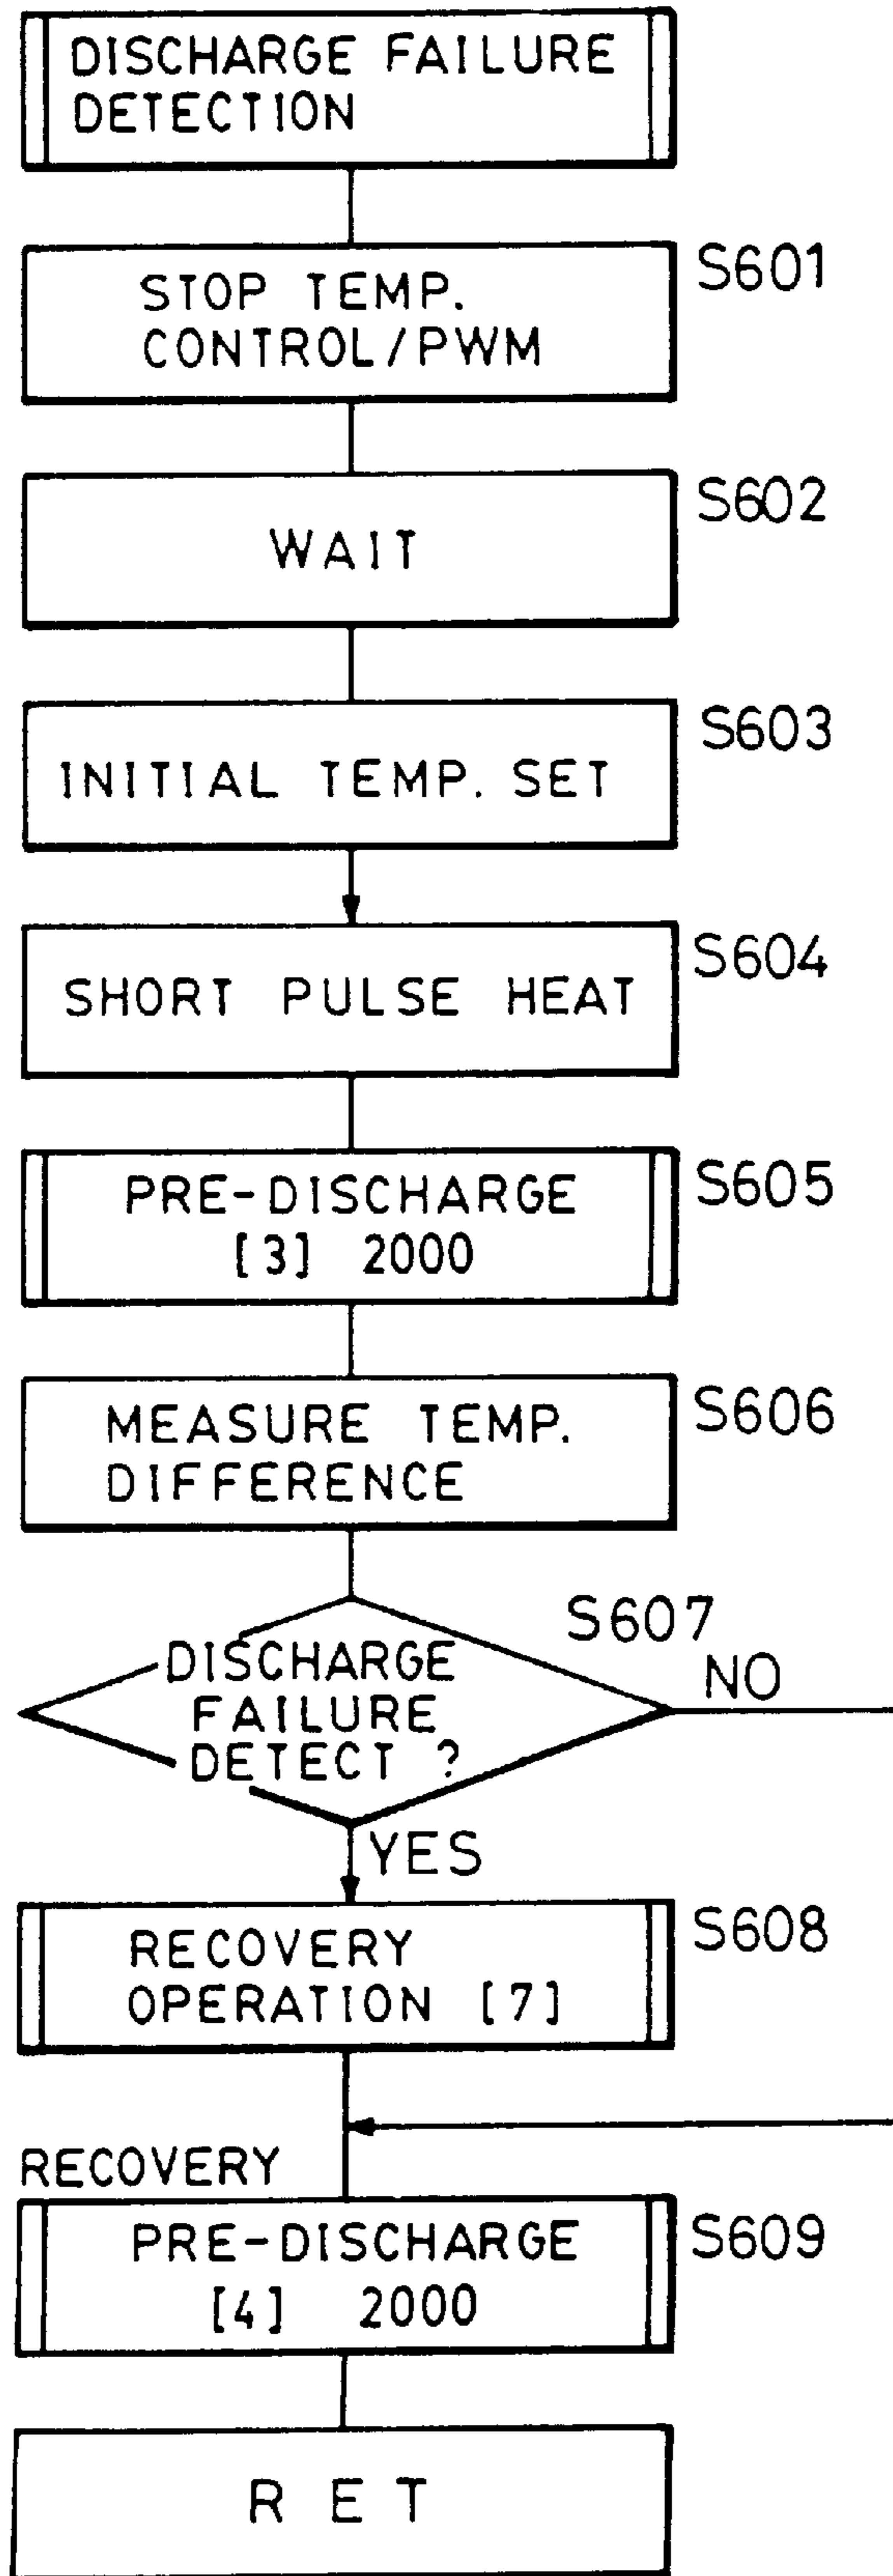 DISCHARGE FAILURE
DETECTION
S601
STOP TEMP.
CONTROL/PWM
S602
WAIT
S603
INITIAL TEMP. SET
S604
SHORT PULSE HEAT
S605
PRE-DISCHARGE
[3] 2000
S606
MEASURE TEMP.
DIFFERENCE
S607
DISCHARGE
FAILURE
DETECT ?
NO
YES
S608
RECOVERY
OPERATION [7]
RECOVERY
S609
PRE-DISCHARGE
[4] 2000
RET